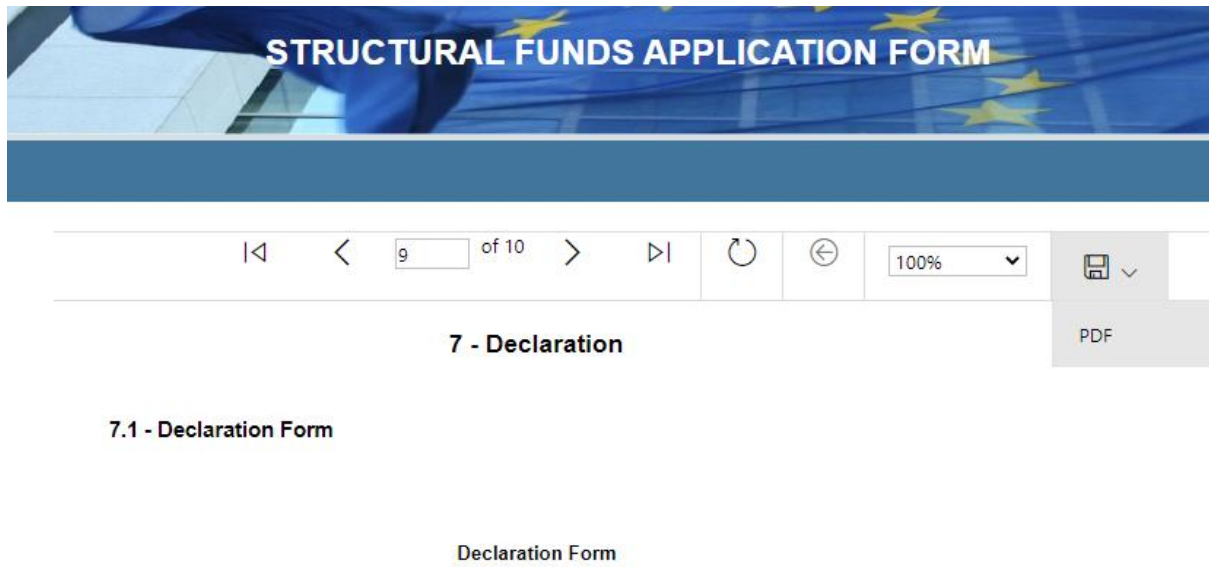 STRUCTURAL FUNDS APPLICATION FORM
9 of 10 100%
7 - Declaration
PDF
7.1 - Declaration Form
Declaration Form